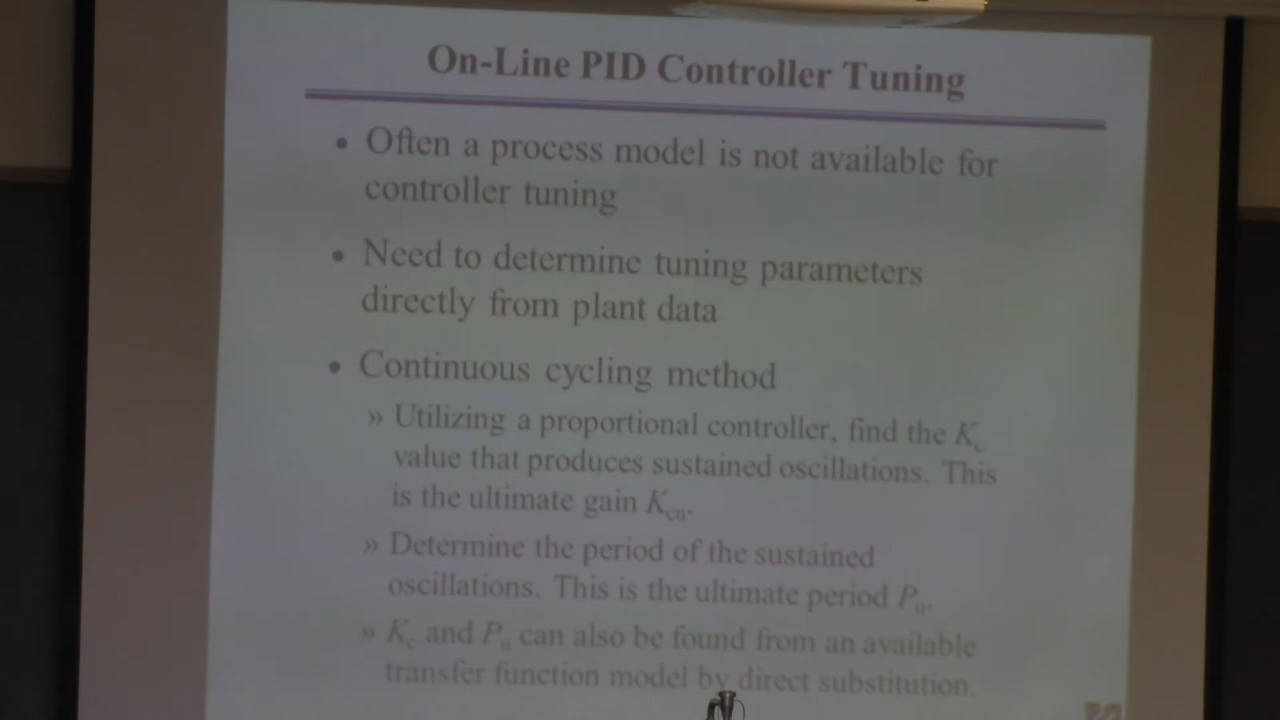 On-Line PID Controller Tuning
• Often a process model is not available for
controller tuning
• Need to determine tuning parameters
directly from plant data
• Continuous cycling method
» Utilizing a proportional controller, find the Kc
value that produces sustained oscillations. This
is the ultimate gain Kcu.
» Determine the period of the sustained
oscillations. This is the ultimate period Pu.
» Kc and Pu can also be found from an available
transfer function model by direct substitution.